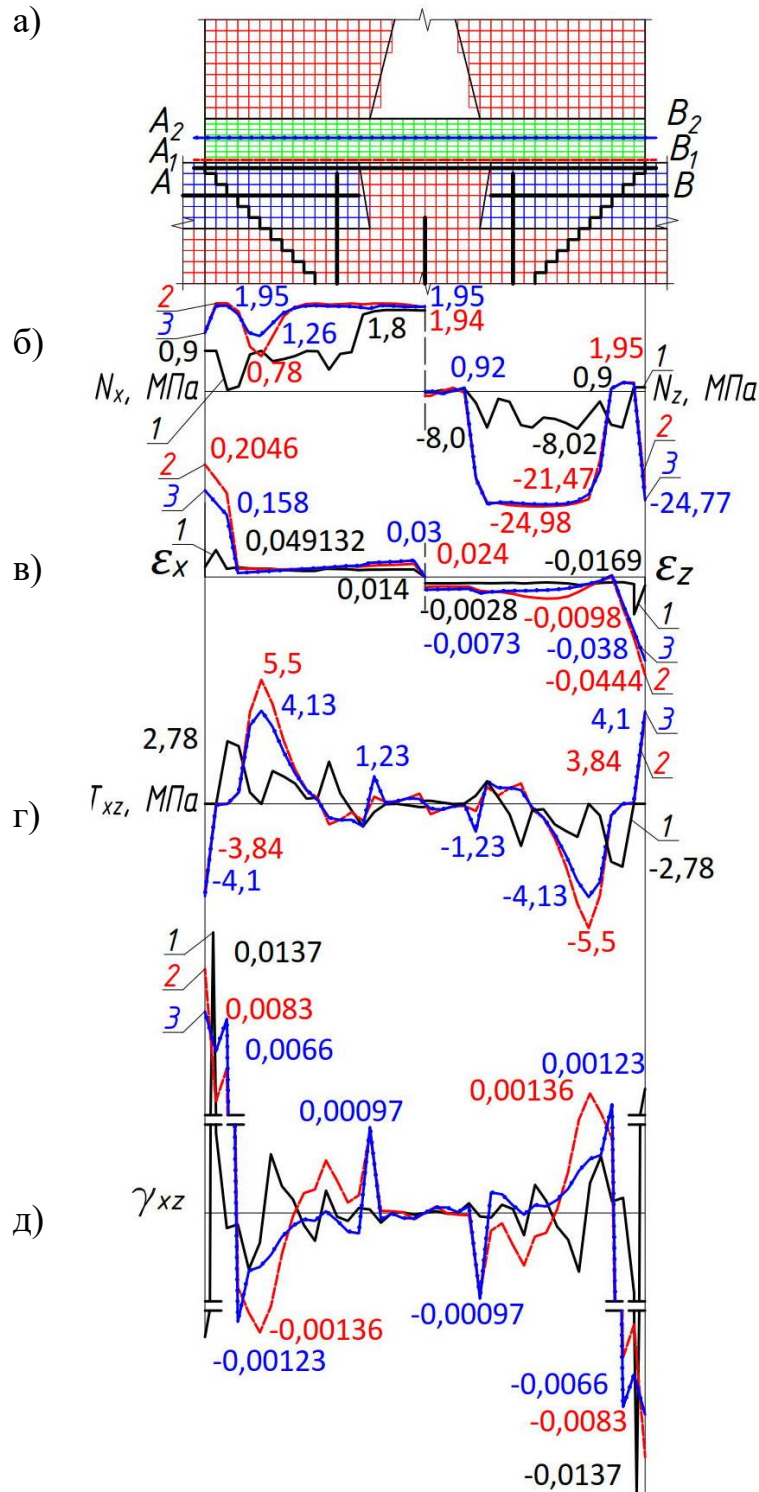 а)
A₂ B₂
A₁ B₁
A B
2 1,95 1,95
3 1,26 1,8 1,94
б)
0,9 0,78 0,92 0,9 1,95 1
Nₓ, МПа N_z, МПа
1 -8,0 -8,02 2
2 0,2046 -21,47 3
3 0,158 -24,98 -24,77
1 0,049132 0,03
в)
εₓ 0,024 -0,0169 ε_z
0,014 -0,0028 -0,0098 1
-0,0073 -0,038 3
5,5 -0,0444 2
4,13 4,1 3
2,78 1,23 3,84 2
T_xz, МПа
г)
-3,84 -1,23 1
-4,1 -4,13 -2,78
-5,5
1 0,0137
2
3 0,0083
0,0066 0,00123
0,00136
0,00097
γ_xz
д)
-0,00136 -0,00097
-0,00123
-0,0066
-0,0083
-0,0137